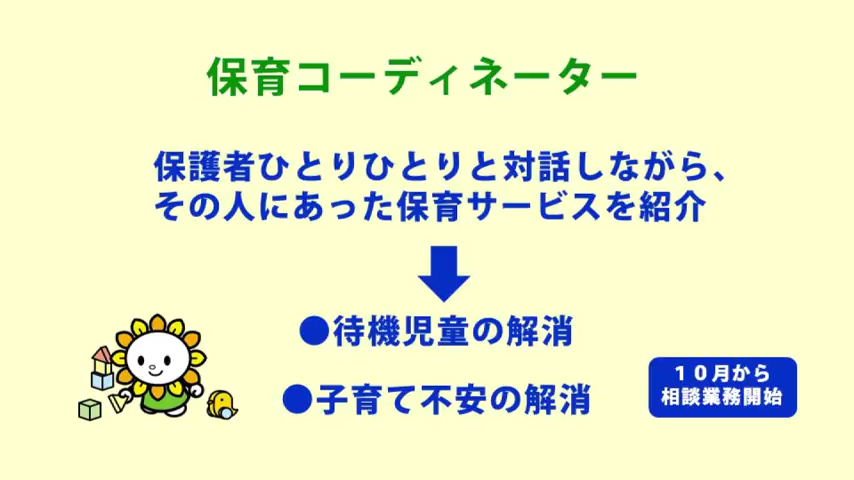 保育コーディネーター
保護者ひとりひとりと対話しながら、
その人にあった保育サービスを紹介
●待機児童の解消
●子育て不安の解消
１０月から
相談業務開始